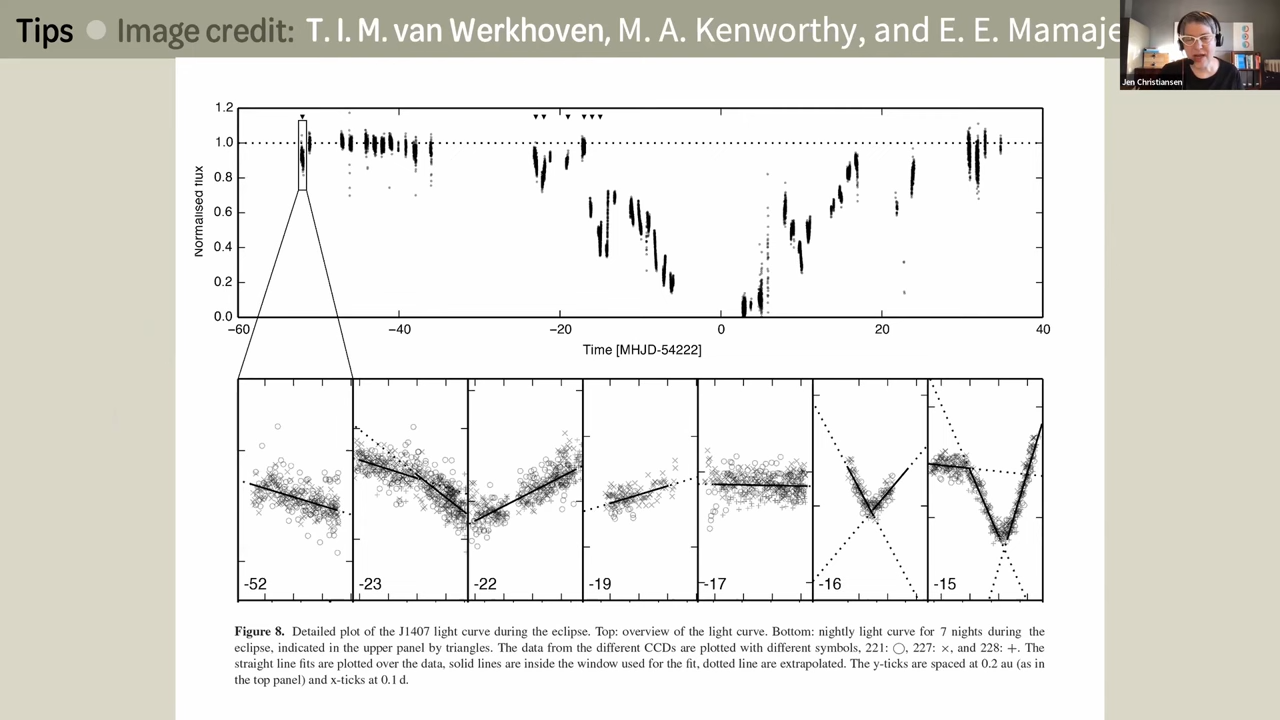 Tips ● Image credit: T. I. M. van Werkhoven, M. A. Kenworthy, and E. E. Mamaje
Jen Christiansen
1.2
1.0
0.8
0.6
0.4
0.2
0.0
Normalised flux
−60 −40 −20 0 20 40
Time [MHJD-54222]
-52 -23 -22 -19 -17 -16 -15
Figure 8. Detailed plot of the J1407 light curve during the eclipse. Top: overview of the light curve. Bottom: nightly light curve for 7 nights during the
eclipse, indicated in the upper panel by triangles. The data from the different CCDs are plotted with different symbols, 221: ◯, 227: ×, and 228: +. The
straight line fits are plotted over the data, solid lines are inside the window used for the fit, dotted line are extrapolated. The y-ticks are spaced at 0.2 au (as in
the top panel) and x-ticks at 0.1 d.